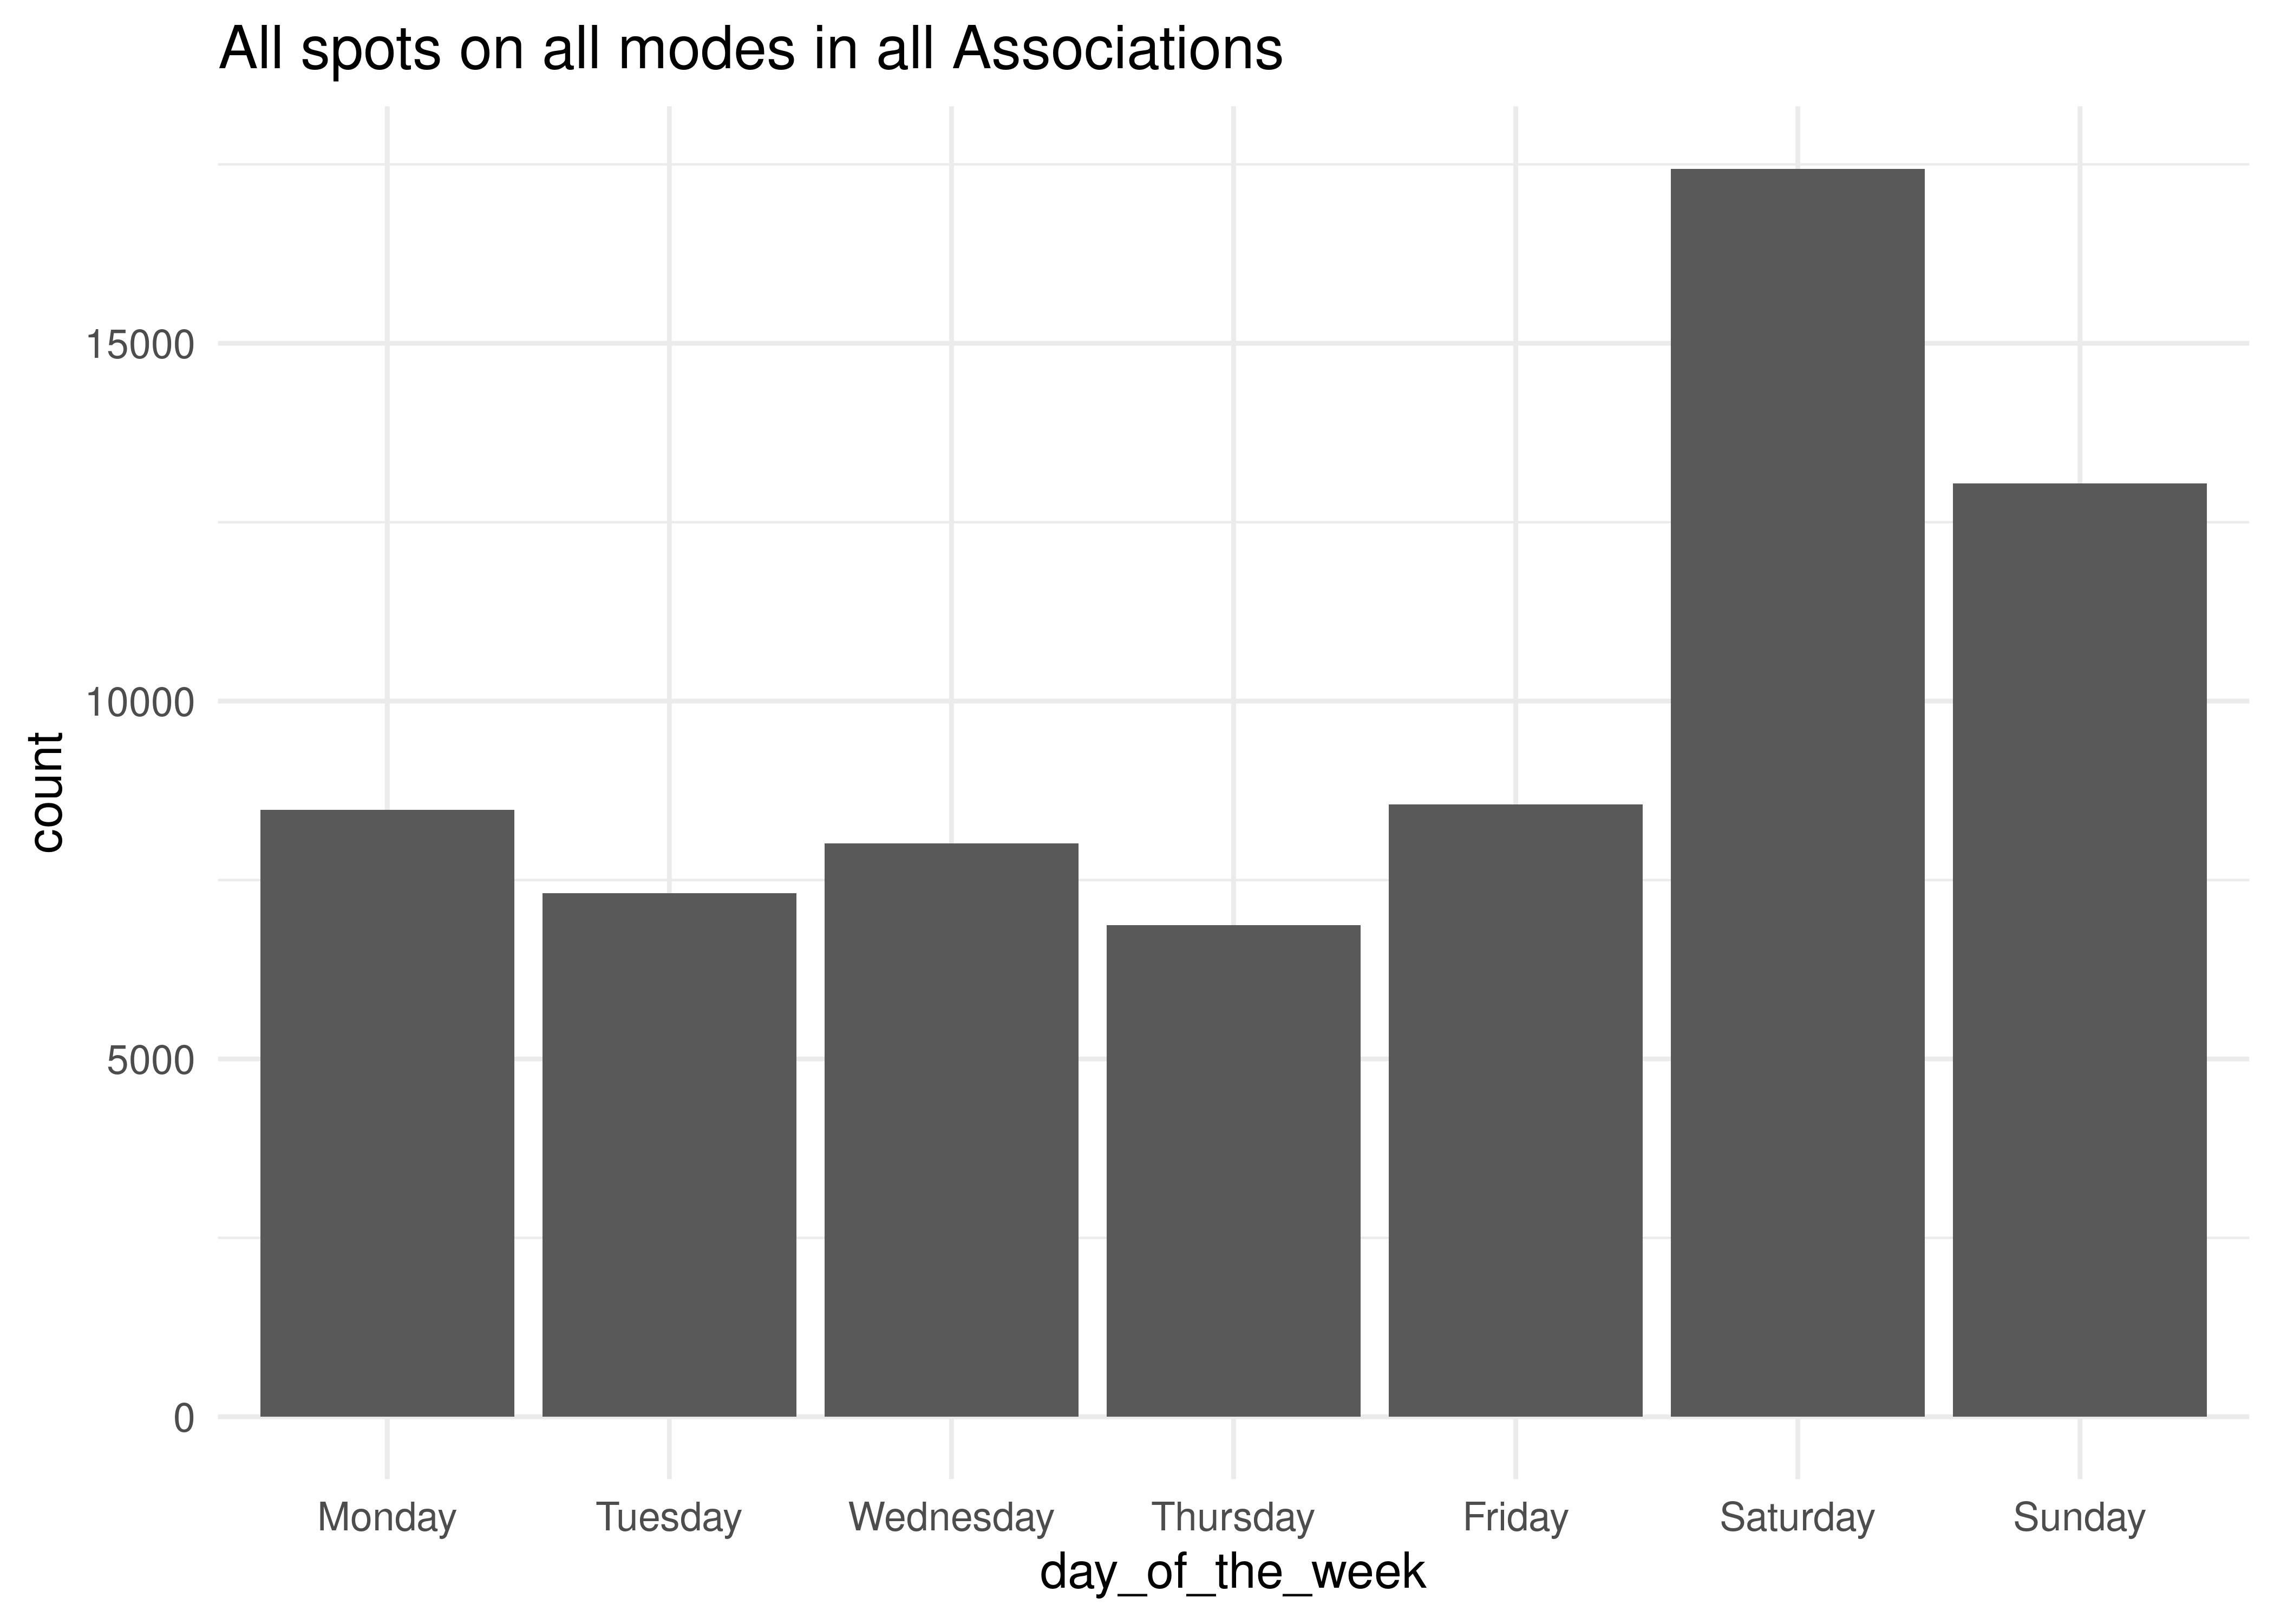 All spots on all modes in all Associations
count
15000
10000
5000
0
Monday Tuesday Wednesday Thursday Friday Saturday Sunday
day_of_the_week